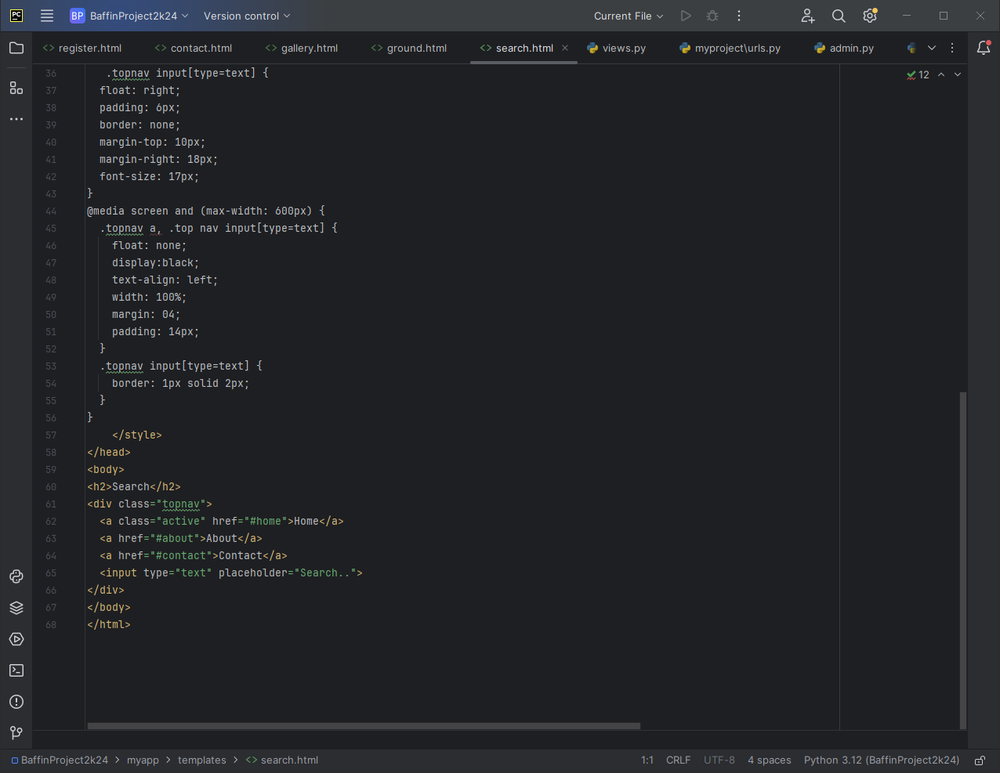 PC BP BaffinProject2k24 Version control Current File
register.html contact.html gallery.html ground.html search.html views.py myproject\urls.py admin.py
12
36 .topnav input[type=text] {
37 float: right;
38 padding: 6px;
39 border: none;
40 margin-top: 10px;
41 margin-right: 18px;
42 font-size: 17px;
43 }
44 @media screen and (max-width: 600px) {
45 .topnav a, .top nav input[type=text] {
46 float: none;
47 display:black;
48 text-align: left;
49 width: 100%;
50 margin: 04;
51 padding: 14px;
52 }
53 .topnav input[type=text] {
54 border: 1px solid 2px;
55 }
56 }
57 </style>
58 </head>
59 <body>
60 <h2>Search</h2>
61 <div class="topnav">
62 <a class="active" href="#home">Home</a>
63 <a href="#about">About</a>
64 <a href="#contact">Contact</a>
65 <input type="text" placeholder="Search..">
66 </div>
67 </body>
68 </html>
BaffinProject2k24 > myapp > templates > <> search.html 1:1 CRLF UTF-8 4 spaces Python 3.12 (BaffinProject2k24)